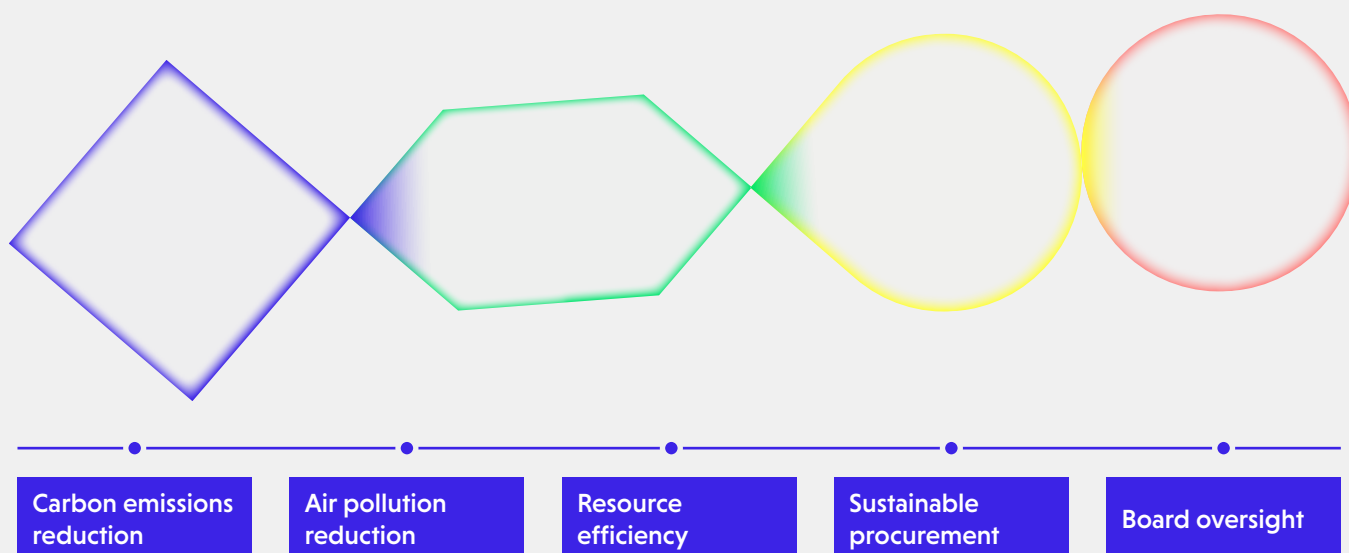 Carbon emissions
reduction
Air pollution
reduction
Resource
efficiency
Sustainable
procurement
Board oversight